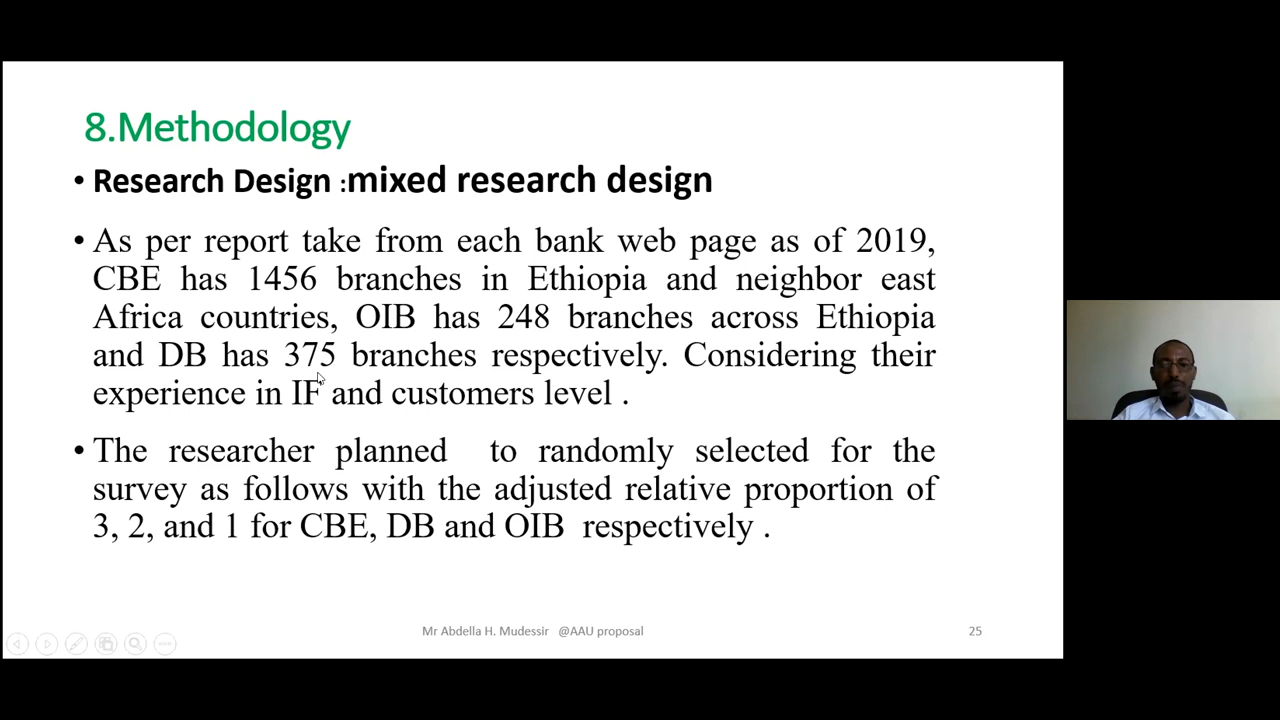 8.Methodology
• Research Design :mixed research design
• As per report take from each bank web page as of 2019,
CBE has 1456 branches in Ethiopia and neighbor east
Africa countries, OIB has 248 branches across Ethiopia
and DB has 375 branches respectively. Considering their
experience in IF and customers level .
• The researcher planned to randomly selected for the
survey as follows with the adjusted relative proportion of
3, 2, and 1 for CBE, DB and OIB respectively .
Mr Abdella H. Mudessir @AAU proposal
25